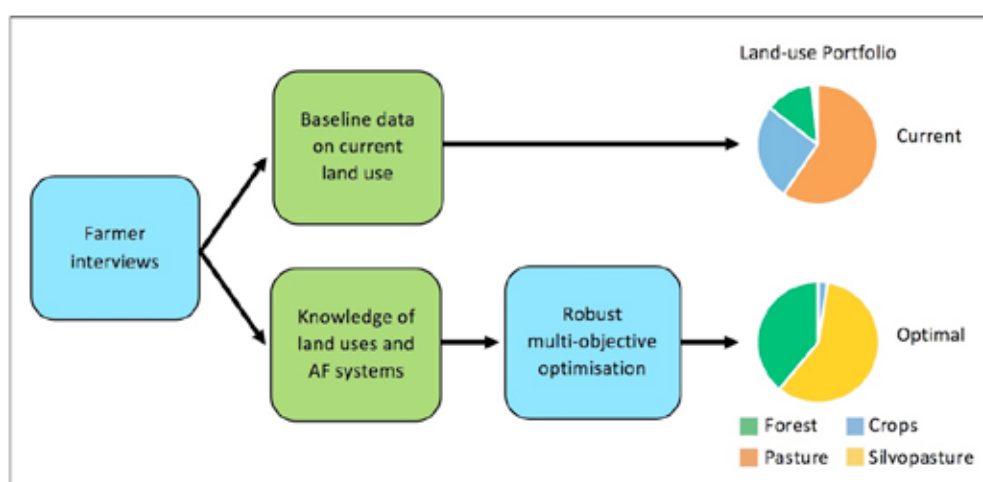 Land-use Portfolio
Baseline data
on current
land use
Current
Farmer
interviews
Knowledge of
land uses and
AF systems
Robust
multi-objective
optimisation
Optimal
Forest
Crops
Pasture
Silvopasture